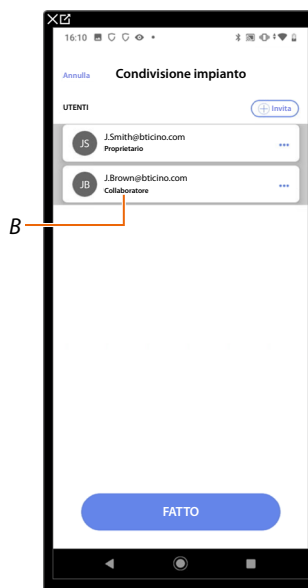 16:10
Annulla Condivisione impianto
UTENTI Invita
JS J.Smith@bticino.com
Proprietario
JB J.Brown@bticino.com
Collaboratore
B
FATTO